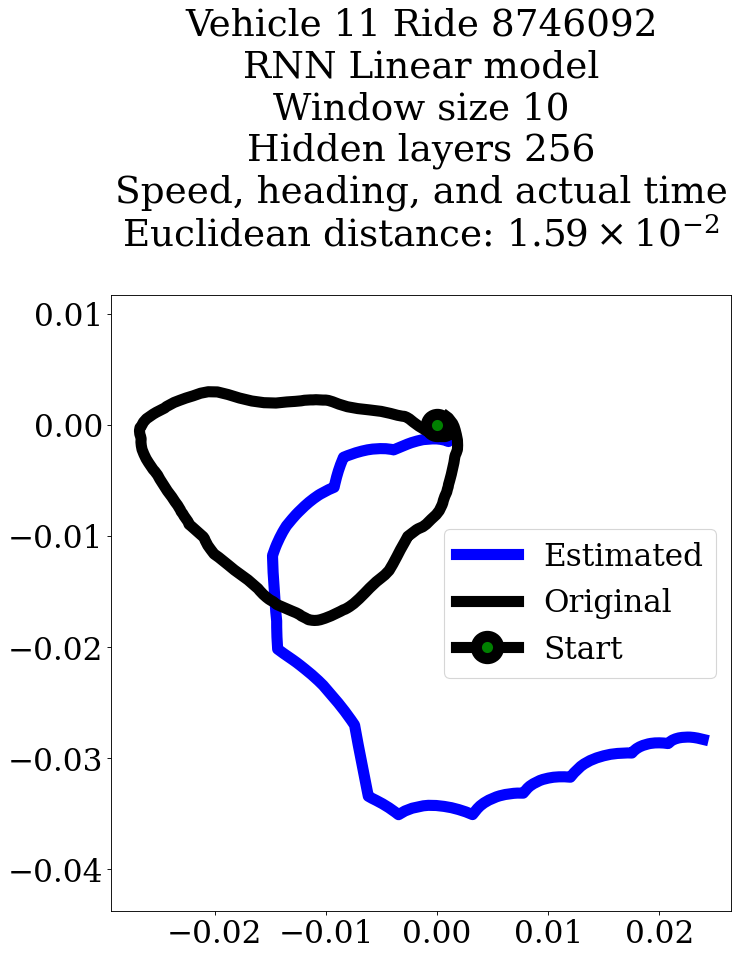 Vehicle 11 Ride 8746092
RNN Linear model
Window size 10
Hidden layers 256
Speed, heading, and actual time
Euclidean distance: 1.59 × 10⁻²
0.01
0.00
−0.01
−0.02
−0.03
−0.04
Estimated
Original
Start
−0.02 −0.01 0.00 0.01 0.02